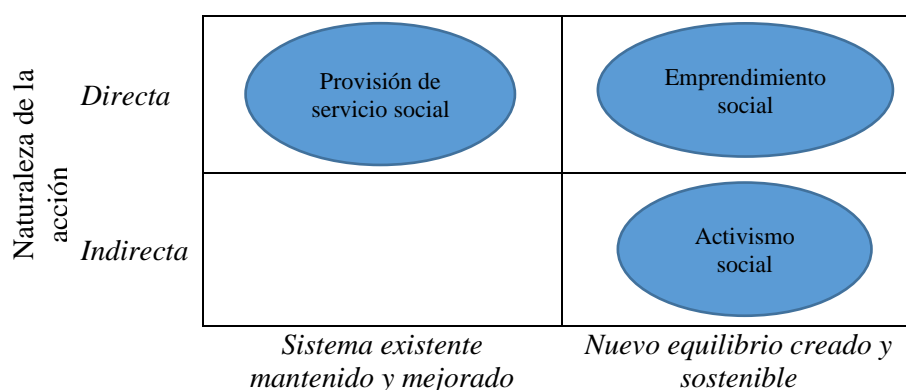 Naturaleza de la
acción
Directa
Provisión de
servicio social
Emprendimiento
social
Indirecta
Activismo
social
Sistema existente
mantenido y mejorado
Nuevo equilibrio creado y
sostenible